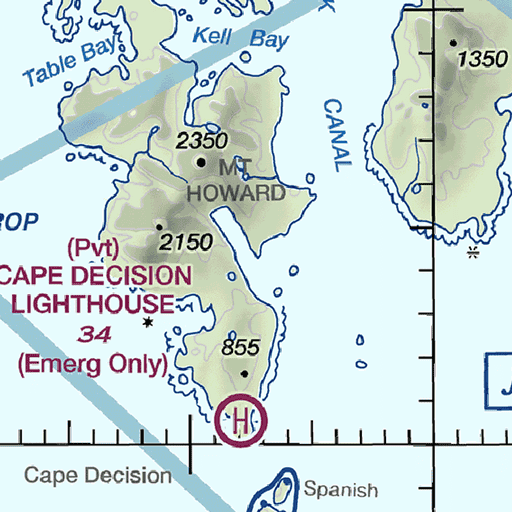 Kell Bay
Table Bay
1350
CANAL
2350
MT
HOWARD
2150
(Pvt)
CAPE DECISION
LIGHTHOUSE
34
(Emerg Only)
855
H
Cape Decision
Spanish